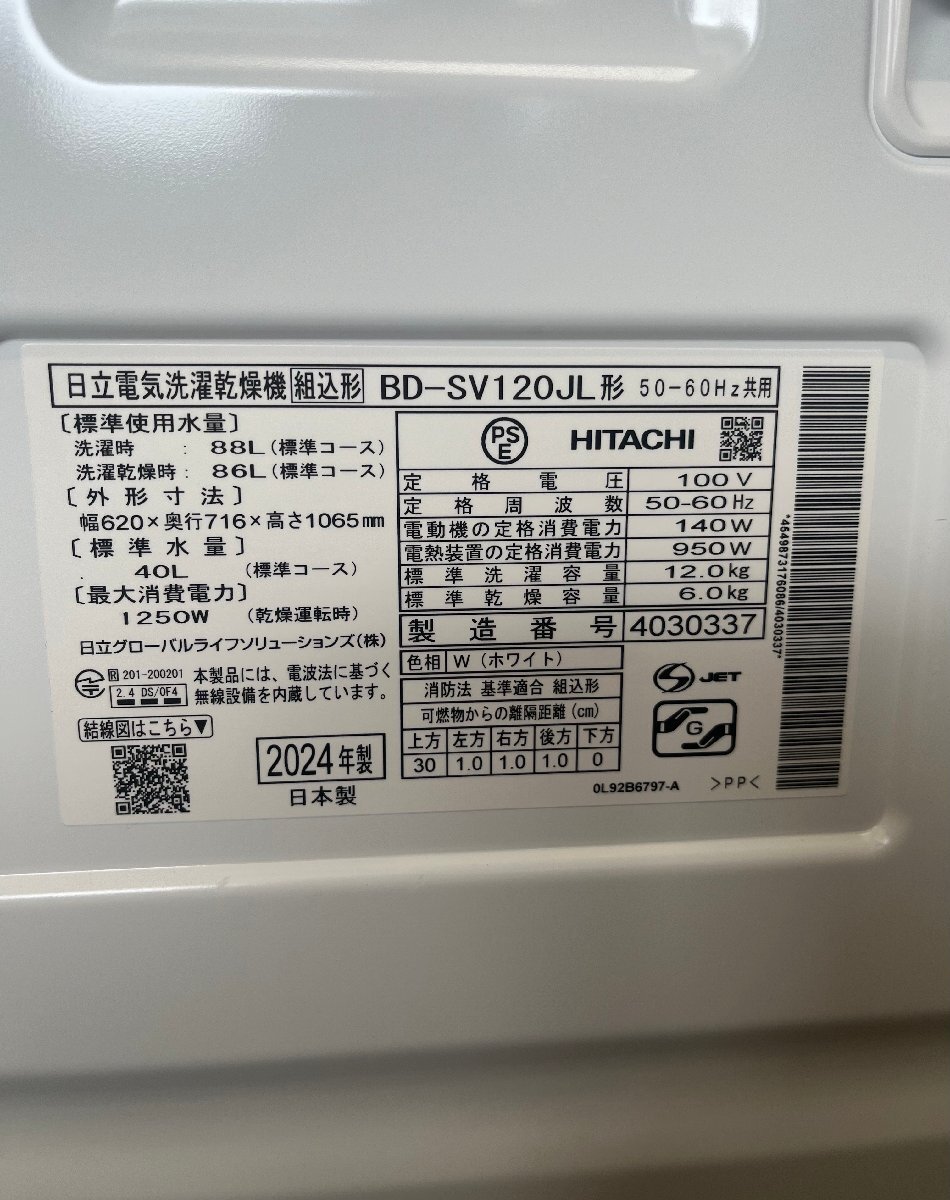 日立電気洗濯乾燥機 組込形 BD-SV120JL形 50-60Hz共用
〔標準使用水量〕
洗濯時 : 88L (標準コース)
洗濯乾燥時 : 86L (標準コース)
〔外形寸法〕
幅620×奥行716×高さ1065mm
〔標準水量〕
40L (標準コース)
〔最大消費電力〕
1250W (乾燥運転時)
日立グローバルライフソリューションズ(株)
R 201-200201
2.4 DS/OF4
本製品には、電波法に基づく
無線設備を内蔵しています。
結線図はこちら▼
2024年製
日本製
PS
E
HITACHI
定格電圧 100V
定格周波数 50-60Hz
電動機の定格消費電力 140W
電熱装置の定格消費電力 950W
標準洗濯容量 12.0kg
標準乾燥容量 6.0kg
製造番号 4030337
色相 W (ホワイト)
消防法 基準適合 組込形
可燃物からの離隔距離(cm)
上方 左方 右方 後方 下方
30 1.0 1.0 1.0 0
S JET
G
0L92B6797-A >PP<
*4549873176086/4030337*